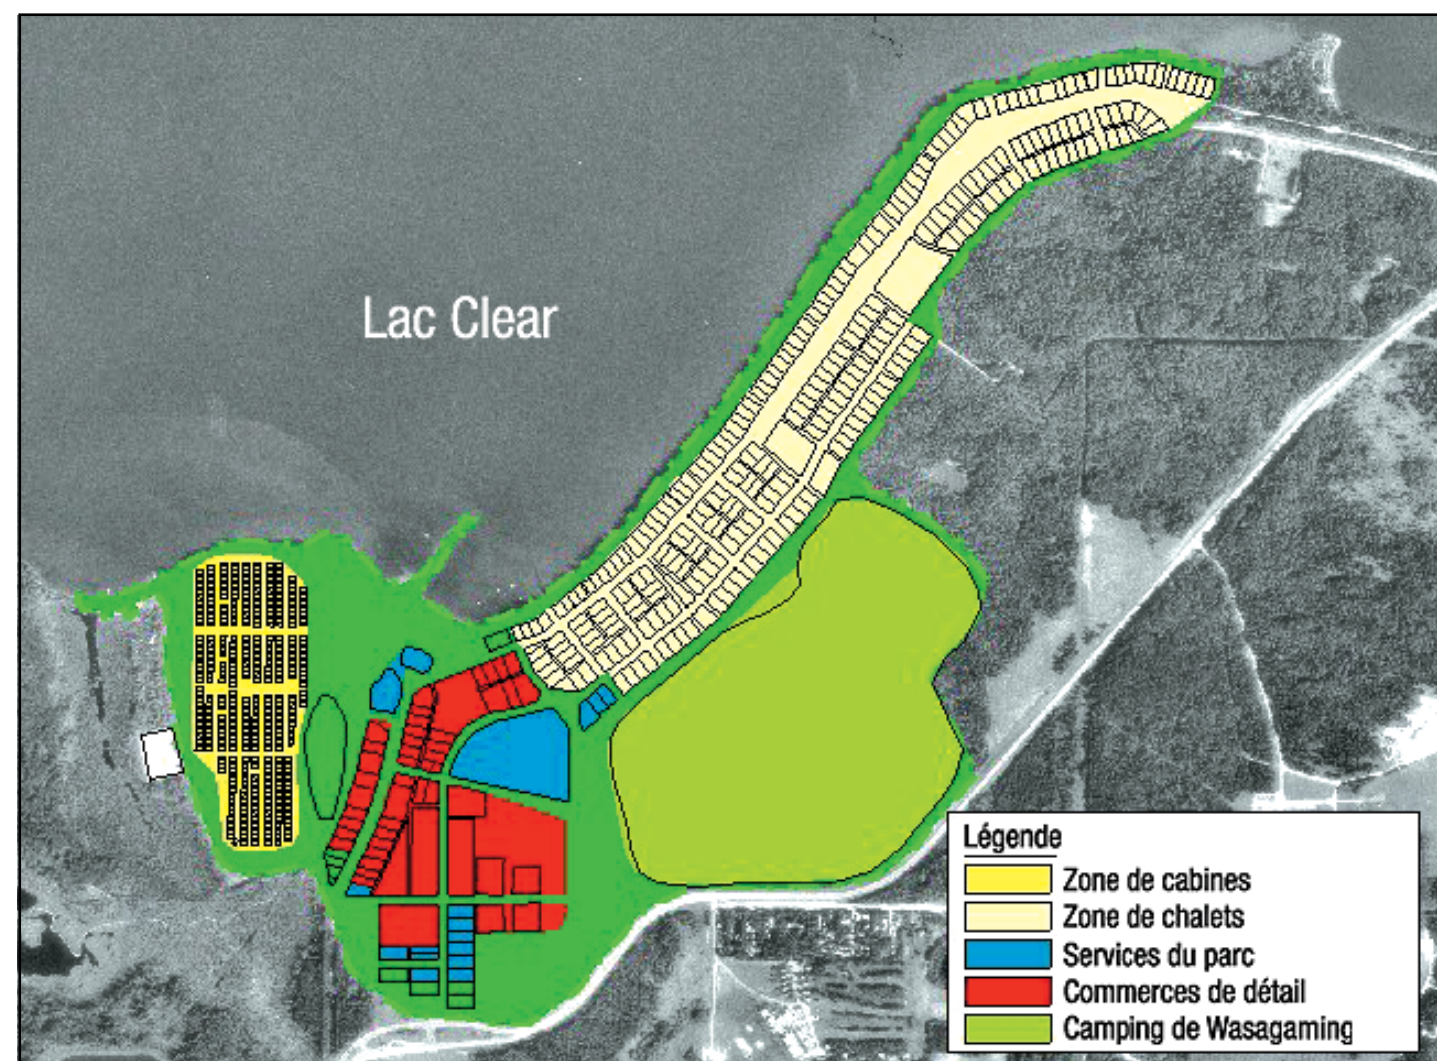 Lac Clear
Légende
Zone de cabines
Zone de chalets
Services du parc
Commerces de détail
Camping de Wasagaming